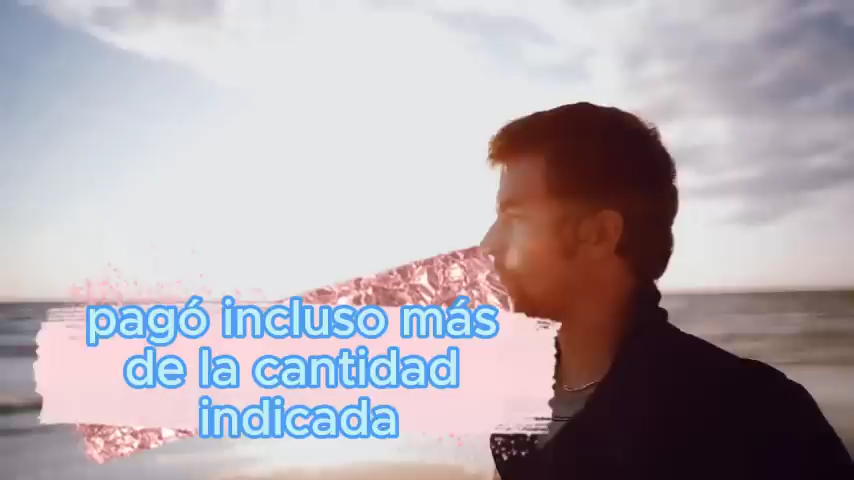 pagó incluso más
de la cantidad
indicada